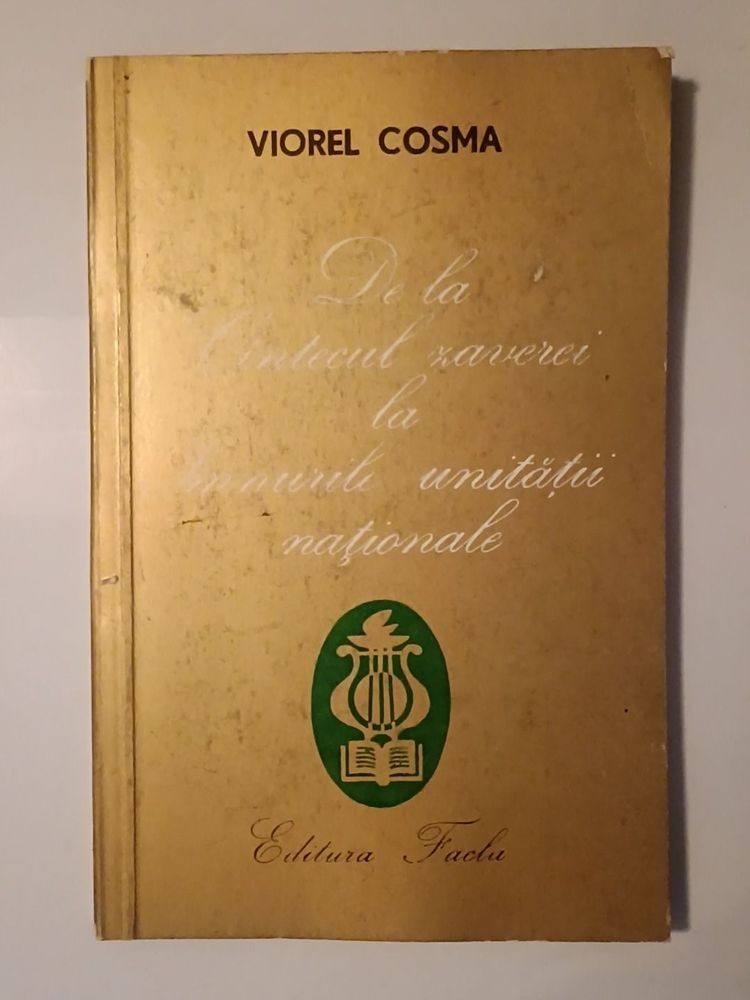 VIOREL COSMA
De la
Cîntecul zaverei
la
Imnurile unității
naționale
Editura Facla